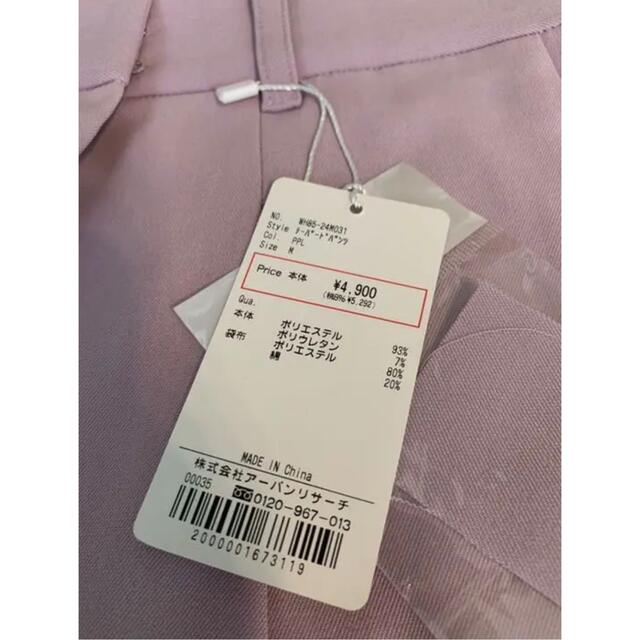 NO. WH85-24M031
Style テーパードパンツ
Col. PPL
Size M
Price 本体 ¥4,900
(税8% ¥5,292)
Qua.
本体 ポリエステル 93%
ポリウレタン 7%
袋布 ポリエステル 80%
綿 20%
MADE IN China
株式会社アーバンリサーチ
00035 0120-967-013
2000001673119